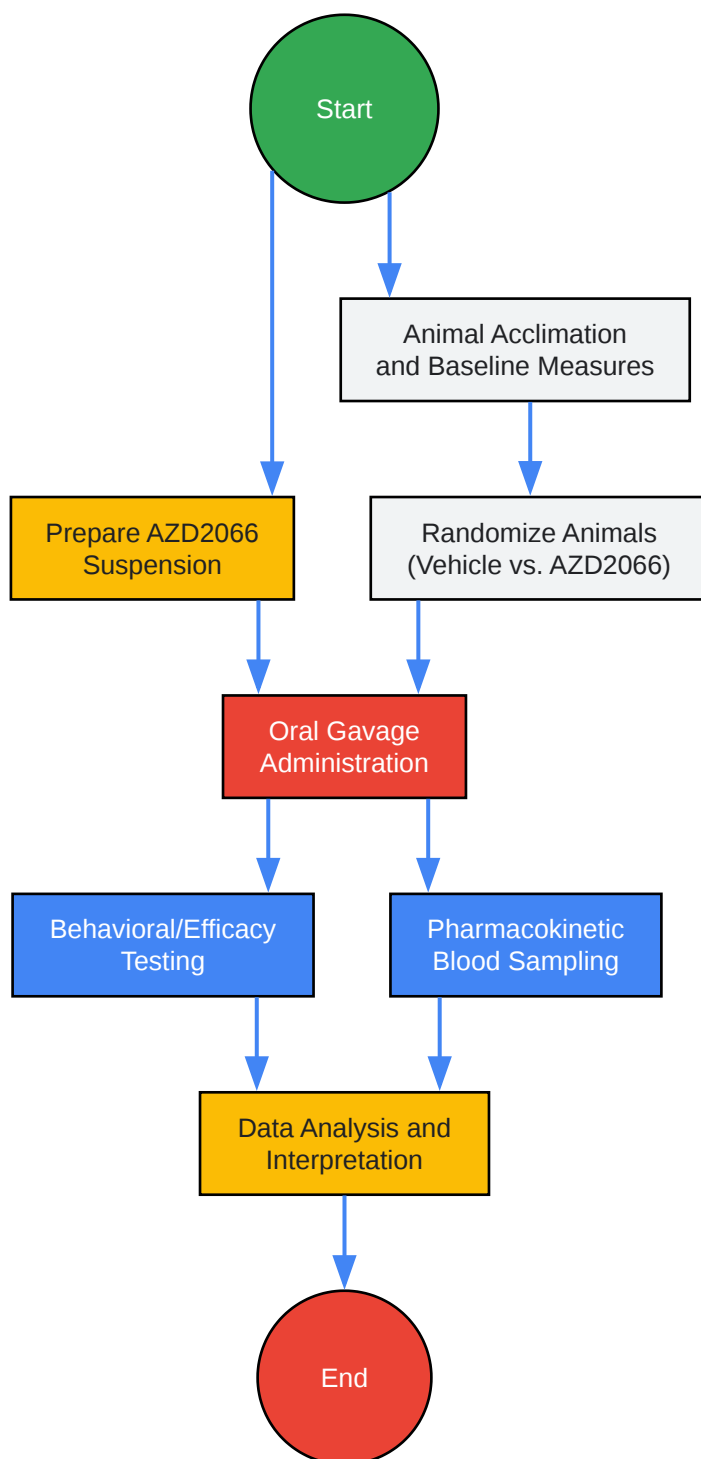 Start
Animal Acclimation
and Baseline Measures
Prepare AZD2066
Suspension
Randomize Animals
(Vehicle vs. AZD2066)
Oral Gavage
Administration
Behavioral/Efficacy
Testing
Pharmacokinetic
Blood Sampling
Data Analysis and
Interpretation
End